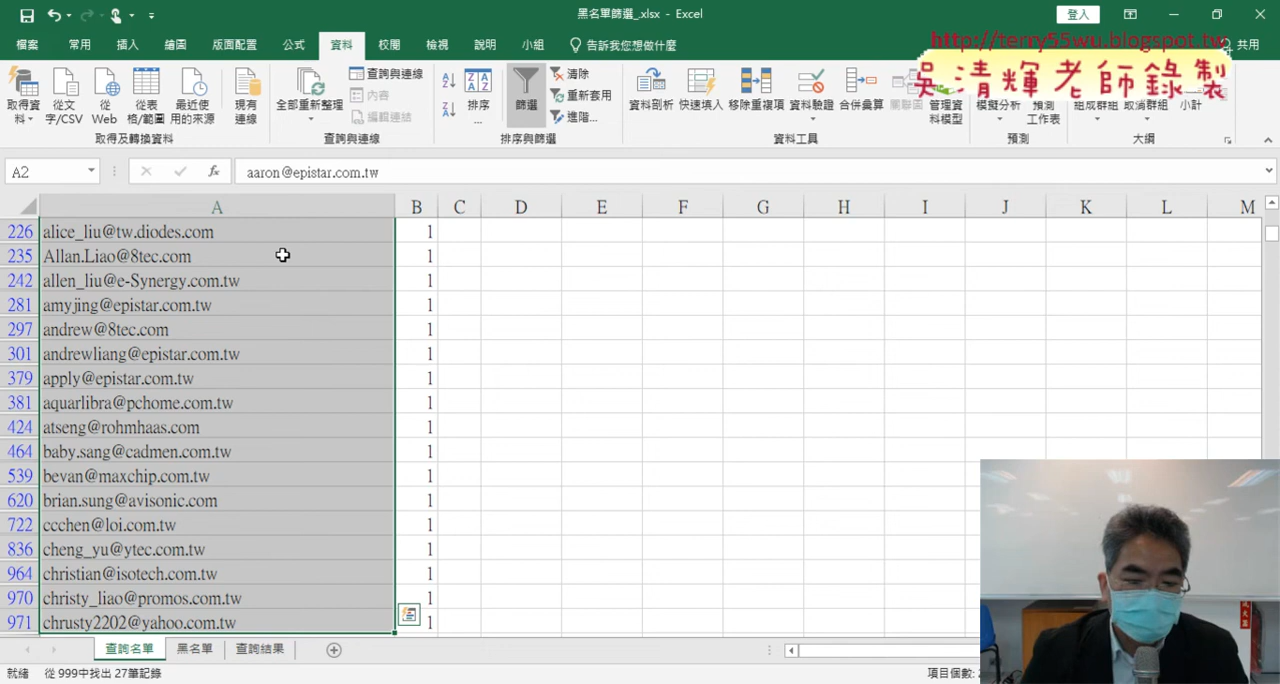 黑名單篩選_.xlsx - Excel
登入
檔案 常用 插入 繪圖 版面配置 公式 資料 校閱 檢視 說明 小組 告訴我您想做什麼 共用
http://terry55wu.blogspot.tw
吳清輝老師錄製
取得資料 從文字/CSV 從 Web 從表格/範圍 最近使用的來源 現有連線
取得及轉換資料
全部重新整理 查詢與連線 內容 編輯連結
查詢與連線
排序... 篩選 清除 重新套用 進階...
排序與篩選
資料剖析 快速填入 移除重複項 資料驗證 合併彙算 管理資料模型
資料工具
模擬分析 預測工作表
預測
組成群組 取消群組 小計
大綱
A2 fx aaron@epistar.com.tw
A B C D E F G H I J K L M
226 alice_liu@tw.diodes.com 1
235 Allan.Liao@8tec.com 1
242 allen_liu@e-Synergy.com.tw 1
281 amyjing@epistar.com.tw 1
297 andrew@8tec.com 1
301 andrewliang@epistar.com.tw 1
379 apply@epistar.com.tw 1
381 aquarlibra@pchome.com.tw 1
424 atseng@rohmhaas.com 1
464 baby.sang@cadmen.com.tw 1
539 bevan@maxchip.com.tw 1
620 brian.sung@avisonic.com 1
722 ccchen@loi.com.tw 1
836 cheng_yu@ytec.com.tw 1
964 christian@isotech.com.tw 1
970 christy_liao@promos.com.tw 1
971 chrusty2202@yahoo.com.tw 1
查詢名單 黑名單 查詢結果
就緒 從 999中找出 27筆記錄 項目個數: